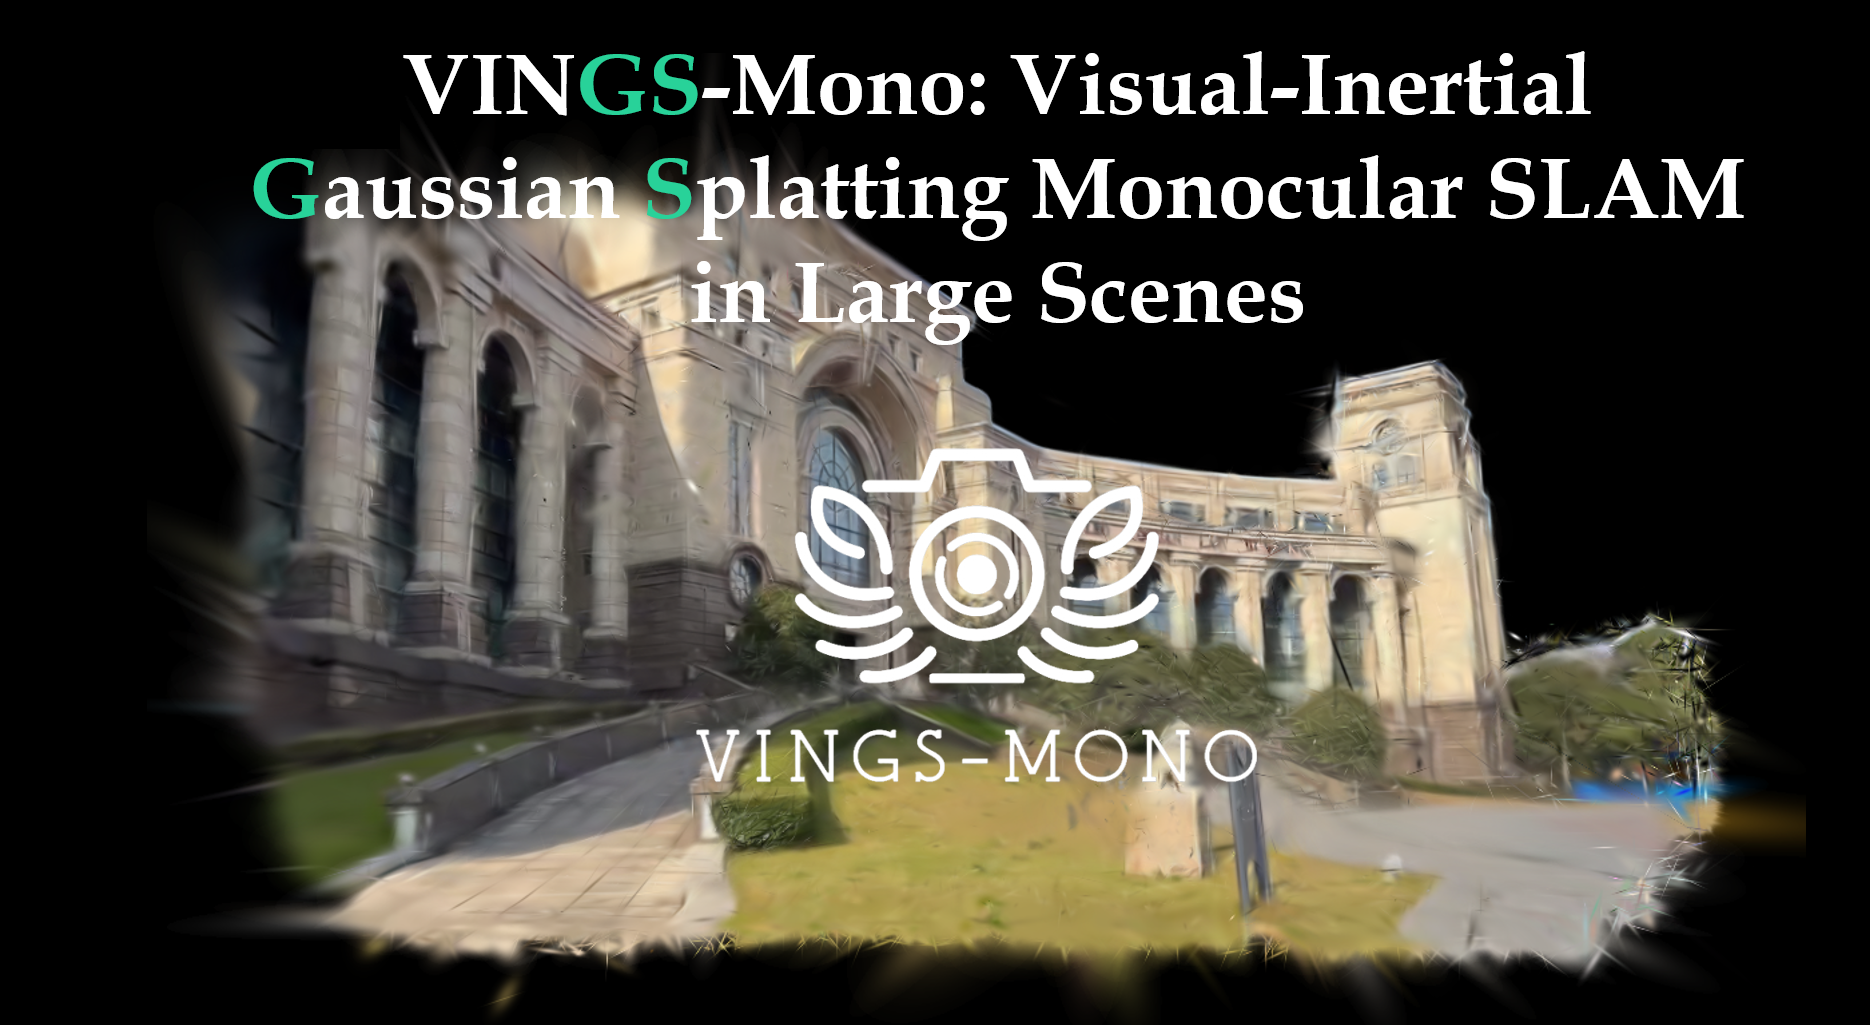 VINGS-Mono: Visual-Inertial
Gaussian Splatting Monocular SLAM
in Large Scenes
VINGS-MONO